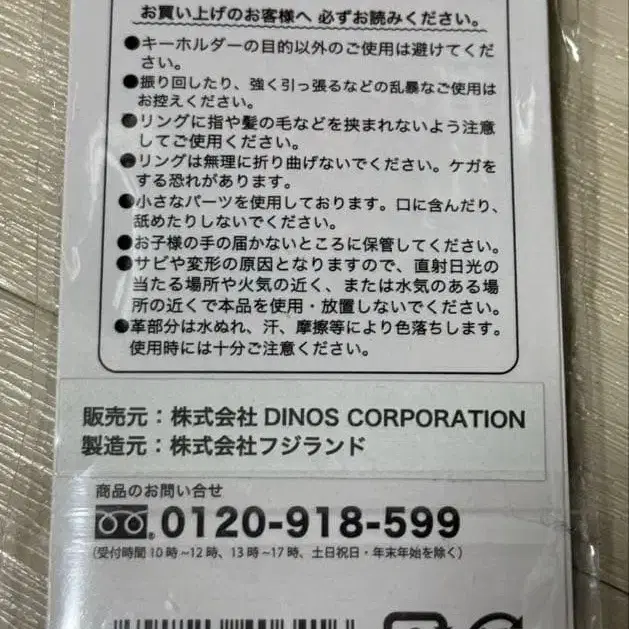 お買い上げのお客様へ 必ずお読みください。
●キーホルダーの目的以外のご使用は避けてくだ
さい。
●振り回したり、強く引っ張るなどの乱暴なご使用は
お控えください。
●リングに指や髪の毛などを挟まれないよう注意
してご使用ください。
●リングは無理に折り曲げないでください。ケガを
する恐れがあります。
●小さなパーツを使用しております。口に含んだり、
舐めたりしないでください。
●お子様の手の届かないところに保管してください。
●サビや変形の原因となりますので、直射日光の
当たる場所や火気の近く、または水気のある場
所の近くで本品を使用・放置しないでください。
●革部分は水ぬれ、汗、摩擦等により色落ちします。
使用時には十分ご注意ください。
販売元：株式会社 DINOS CORPORATION
製造元：株式会社フジランド
商品のお問い合せ
0120-918-599
(受付時間 10時~12時、13時~17時、土日祝日・年末年始を除く)